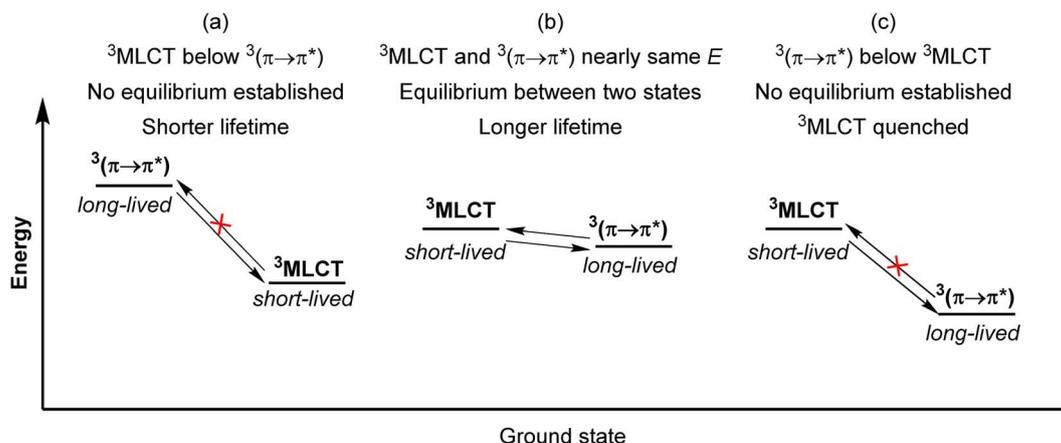 (a)
³MLCT below ³(π→π*)
No equilibrium established
Shorter lifetime
(b)
³MLCT and ³(π→π*) nearly same E
Equilibrium between two states
Longer lifetime
(c)
³(π→π*) below ³MLCT
No equilibrium established
³MLCT quenched
Energy
³(π→π*)
long-lived
³MLCT
short-lived
³MLCT
short-lived
³(π→π*)
long-lived
³MLCT
short-lived
³(π→π*)
long-lived
Ground state